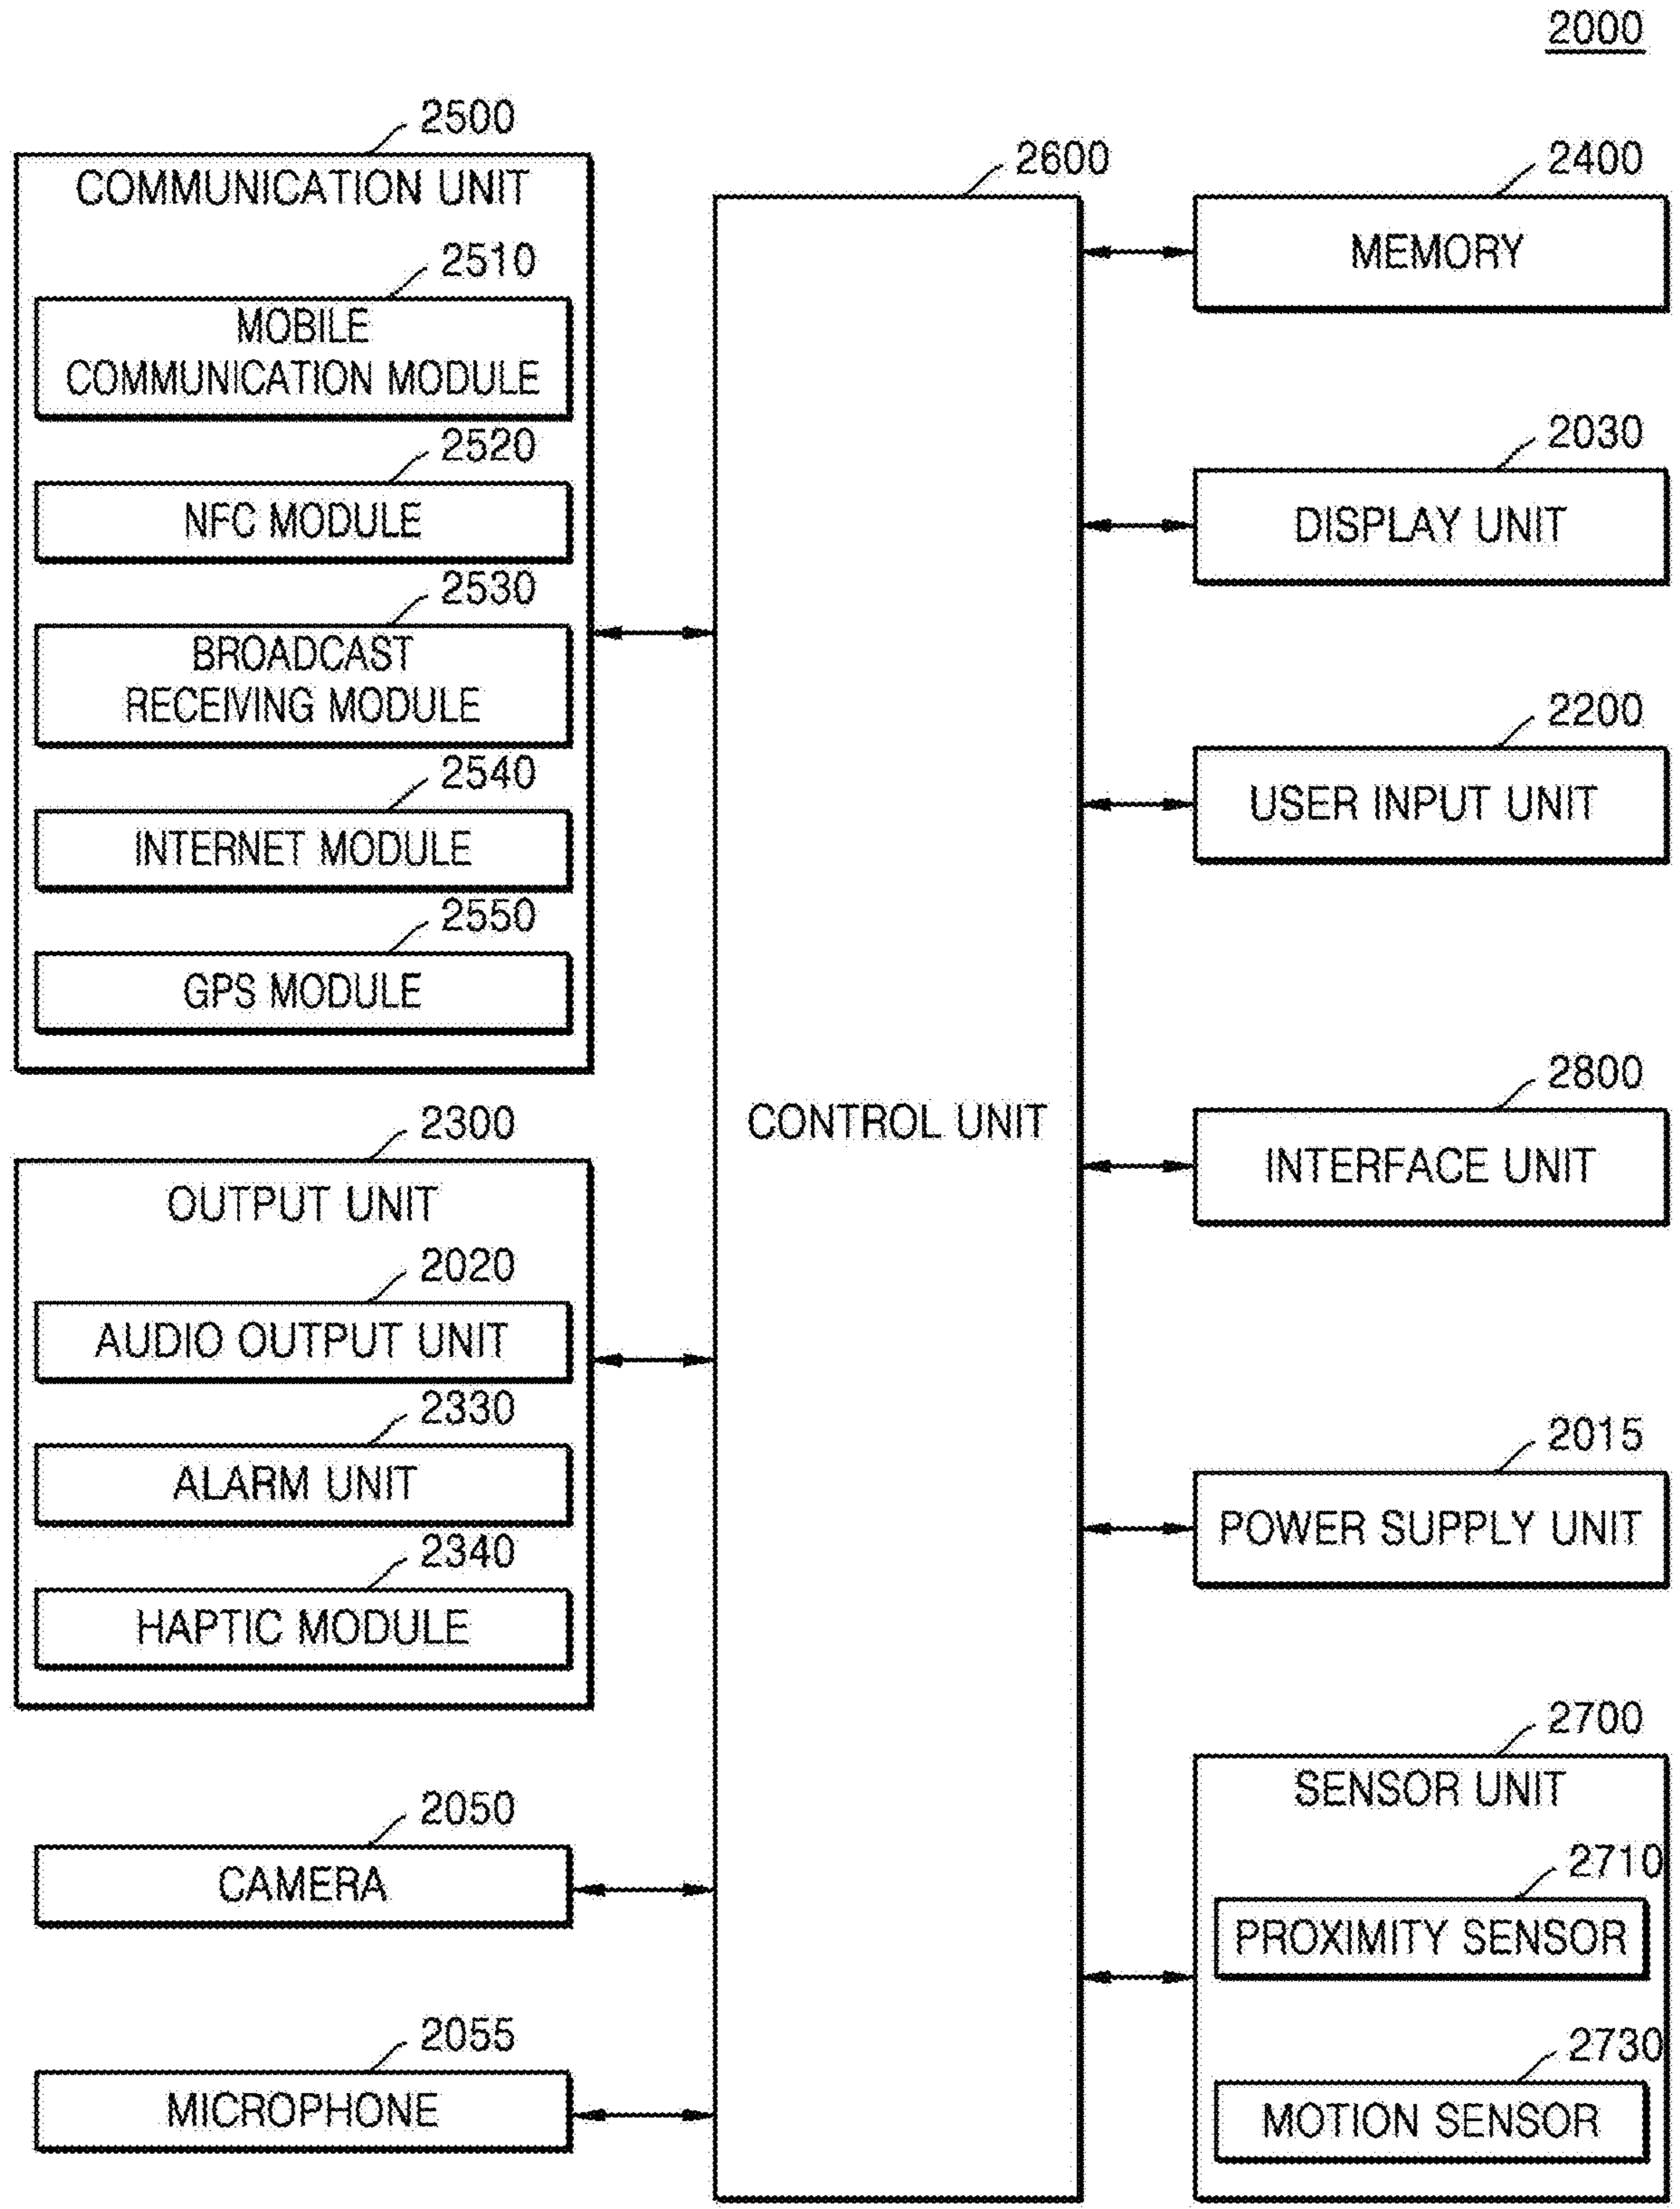 2000
2500
COMMUNICATION UNIT
2510
MOBILE
COMMUNICATION MODULE
2520
NFC MODULE
2530
BROADCAST
RECEIVING MODULE
2540
INTERNET MODULE
2550
GPS MODULE
2300
OUTPUT UNIT
2020
AUDIO OUTPUT UNIT
2330
ALARM UNIT
2340
HAPTIC MODULE
2050
CAMERA
2055
MICROPHONE
2600
CONTROL UNIT
2400
MEMORY
2030
DISPLAY UNIT
2200
USER INPUT UNIT
2800
INTERFACE UNIT
2015
POWER SUPPLY UNIT
2700
SENSOR UNIT
2710
PROXIMITY SENSOR
2730
MOTION SENSOR